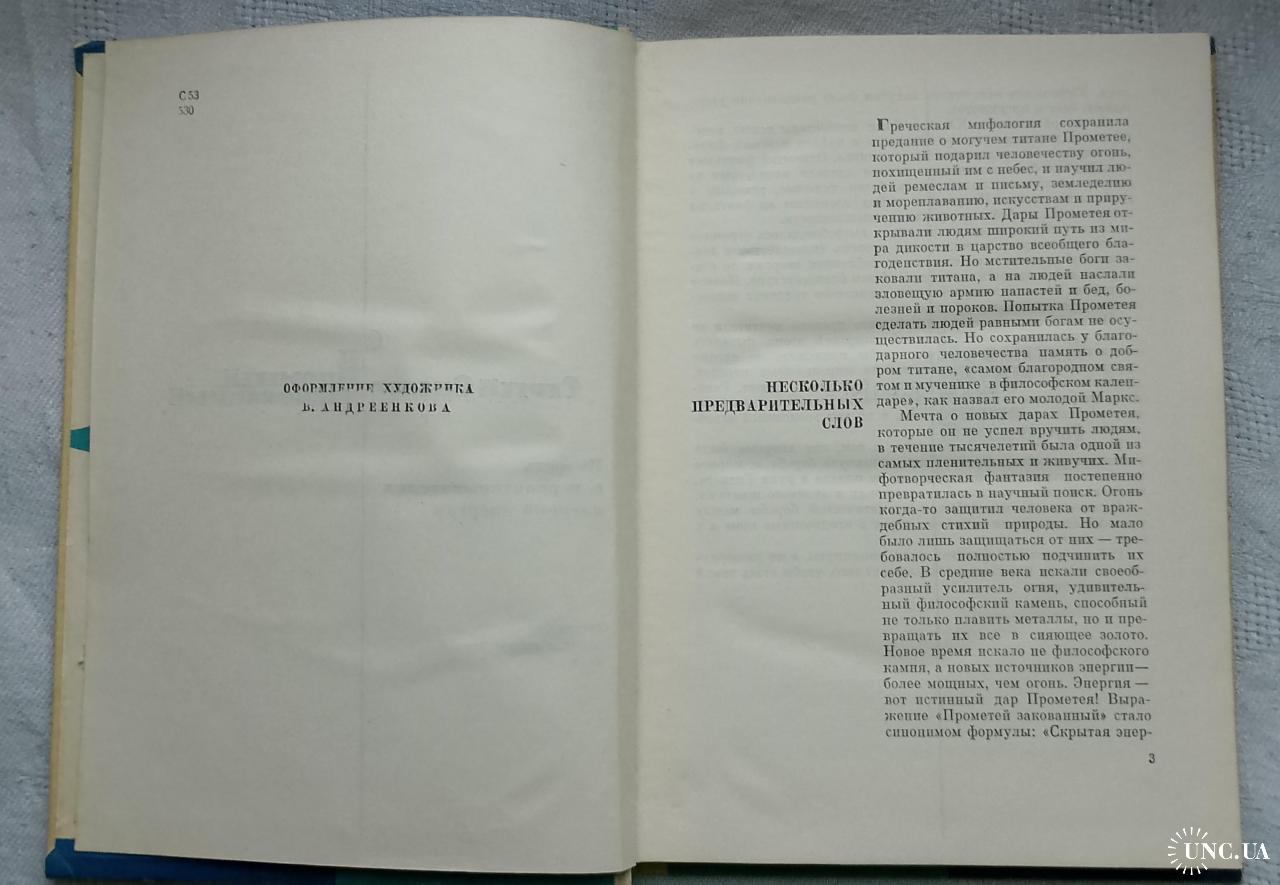 С 53
530
ОФОРМЛЕНИЕ ХУДОЖНИКА
В. АНДРЕЕНКОВА
НЕСКОЛЬКО
ПРЕДВАРИТЕЛЬНЫХ
СЛОВ
Греческая мифология сохранила
предание о могучем титане Прометее,
который подарил человечеству огонь,
похищенный им с небес, и научил лю-
дей ремеслам и письму, земледелию
и мореплаванию, искусствам и приру-
чению животных. Дары Прометея от-
крывали людям широкий путь из ми-
ра дикости в царство всеобщего бла-
годенствия. Но мстительные боги за-
ковали титана, а на людей наслали
зловещую армию напастей и бед, бо-
лезней и пороков. Попытка Прометея
сделать людей равными богам не осу-
ществилась. Но сохранилась у благо-
дарного человечества память о доб-
ром титане, «самом благородном свя-
том и мученике в философском кален-
даре», как назвал его молодой Маркс.
Мечта о новых дарах Прометея,
которые он не успел вручить людям,
в течение тысячелетий была одной из
самых пленительных и живучих. Ми-
фотворческая фантазия постепенно
превратилась в научный поиск. Огонь
когда-то защитил человека от враж-
дебных стихий природы. Но мало
было лишь защищаться от них — тре-
бовалось полностью подчинить их
себе. В средние века искали своеоб-
разный усилитель огня, удивитель-
ный философский камень, способный
не только плавить металлы, но и пре-
вращать их все в сияющее золото.
Новое время искало не философского
камня, а новых источников энергии—
более мощных, чем огонь. Энергия —
вот истинный дар Прометея! Выра-
жение «Прометей закованный» стало
синонимом формулы: «Скрытая энер-
3
UNC.UA